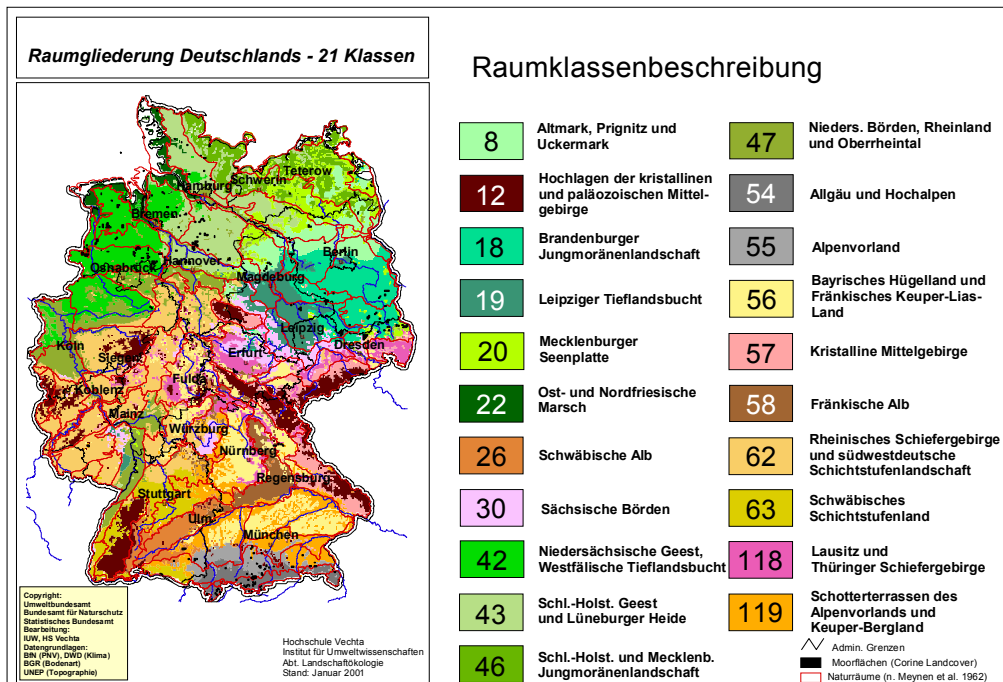 Raumgliederung Deutschlands - 21 Klassen
Hamburg
Schwerin
Teterow
Bremen
Berlin
Osnabrück
Hannover
Magdeburg
Leipzig
Köln
Siegen
Erfurt
Dresden
Koblenz
Fulda
Mainz
Würzburg
Nürnberg
Regensburg
Stuttgart
Ulm
München
Copyright:
Umweltbundesamt
Bundesamt für Naturschutz
Statistisches Bundesamt
Bearbeitung:
IUW, HS Vechta
Datengrundlagen:
BfN (PNV), DWD (Klima)
BGR (Bodenart)
UNEP (Topographie)
Hochschule Vechta
Institut für Umweltwissenschaften
Abt. Landschaftökologie
Stand: Januar 2001
Raumklassenbeschreibung
8
Altmark, Prignitz und
Uckermark
12
Hochlagen der kristallinen
und paläozoischen Mittel-
gebirge
18
Brandenburger
Jungmoränenlandschaft
19
Leipziger Tieflandsbucht
20
Mecklenburger
Seenplatte
22
Ost- und Nordfriesische
Marsch
26
Schwäbische Alb
30
Sächsische Börden
42
Niedersächsische Geest,
Westfälische Tieflandsbucht
43
Schl.-Holst. Geest
und Lüneburger Heide
46
Schl.-Holst. und Mecklenb.
Jungmoränenlandschaft
47
Nieders. Börden, Rheinland
und Oberrheintal
54
Allgäu und Hochalpen
55
Alpenvorland
56
Bayrisches Hügelland und
Fränkisches Keuper-Lias-
Land
57
Kristalline Mittelgebirge
58
Fränkische Alb
62
Rheinisches Schiefergebirge
und südwestdeutsche
Schichtstufenlandschaft
63
Schwäbisches
Schichtstufenland
118
Lausitz und
Thüringer Schiefergebirge
119
Schotterterrassen des
Alpenvorlands und
Keuper-Bergland
Admin. Grenzen
Moorflächen (Corine Landcover)
Naturräume (n. Meynen et al. 1962)